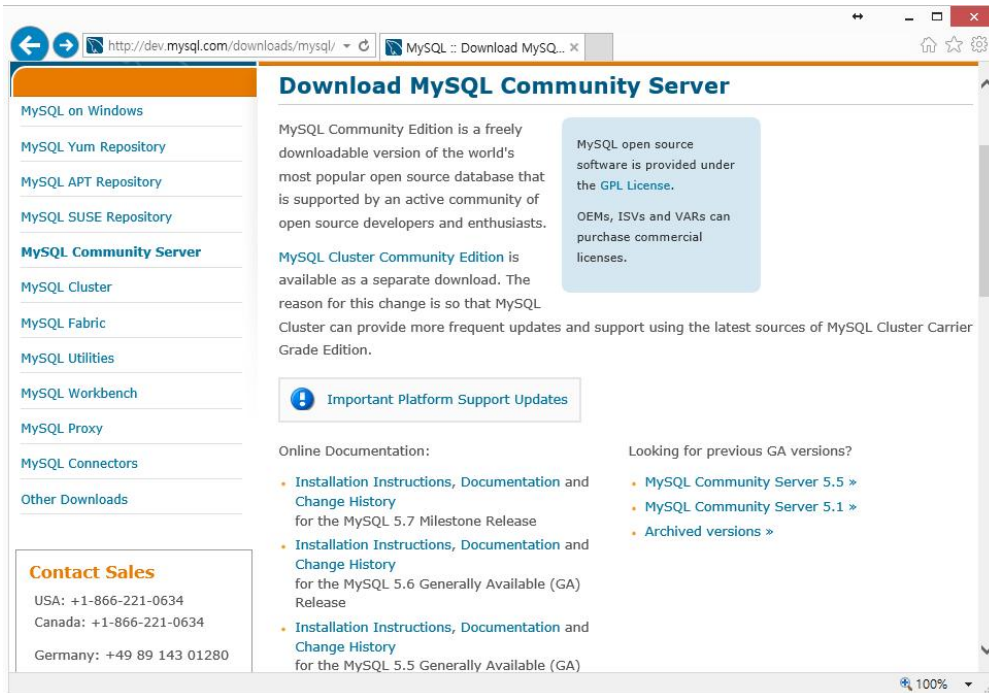 http://dev.mysql.com/downloads/mysql/
MySQL :: Download MySQ...
MySQL on Windows
MySQL Yum Repository
MySQL APT Repository
MySQL SUSE Repository
MySQL Community Server
MySQL Cluster
MySQL Fabric
MySQL Utilities
MySQL Workbench
MySQL Proxy
MySQL Connectors
Other Downloads
Contact Sales
USA: +1-866-221-0634
Canada: +1-866-221-0634
Germany: +49 89 143 01280
Download MySQL Community Server
MySQL Community Edition is a freely
downloadable version of the world's
most popular open source database that
is supported by an active community of
open source developers and enthusiasts.
MySQL open source
software is provided under
the GPL License.
OEMs, ISVs and VARs can
purchase commercial
licenses.
MySQL Cluster Community Edition is
available as a separate download. The
reason for this change is so that MySQL
Cluster can provide more frequent updates and support using the latest sources of MySQL Cluster Carrier
Grade Edition.
Important Platform Support Updates
Online Documentation:
Installation Instructions, Documentation and
Change History
for the MySQL 5.7 Milestone Release
Installation Instructions, Documentation and
Change History
for the MySQL 5.6 Generally Available (GA)
Release
Installation Instructions, Documentation and
Change History
for the MySQL 5.5 Generally Available (GA)
Looking for previous GA versions?
MySQL Community Server 5.5 »
MySQL Community Server 5.1 »
Archived versions »
100%